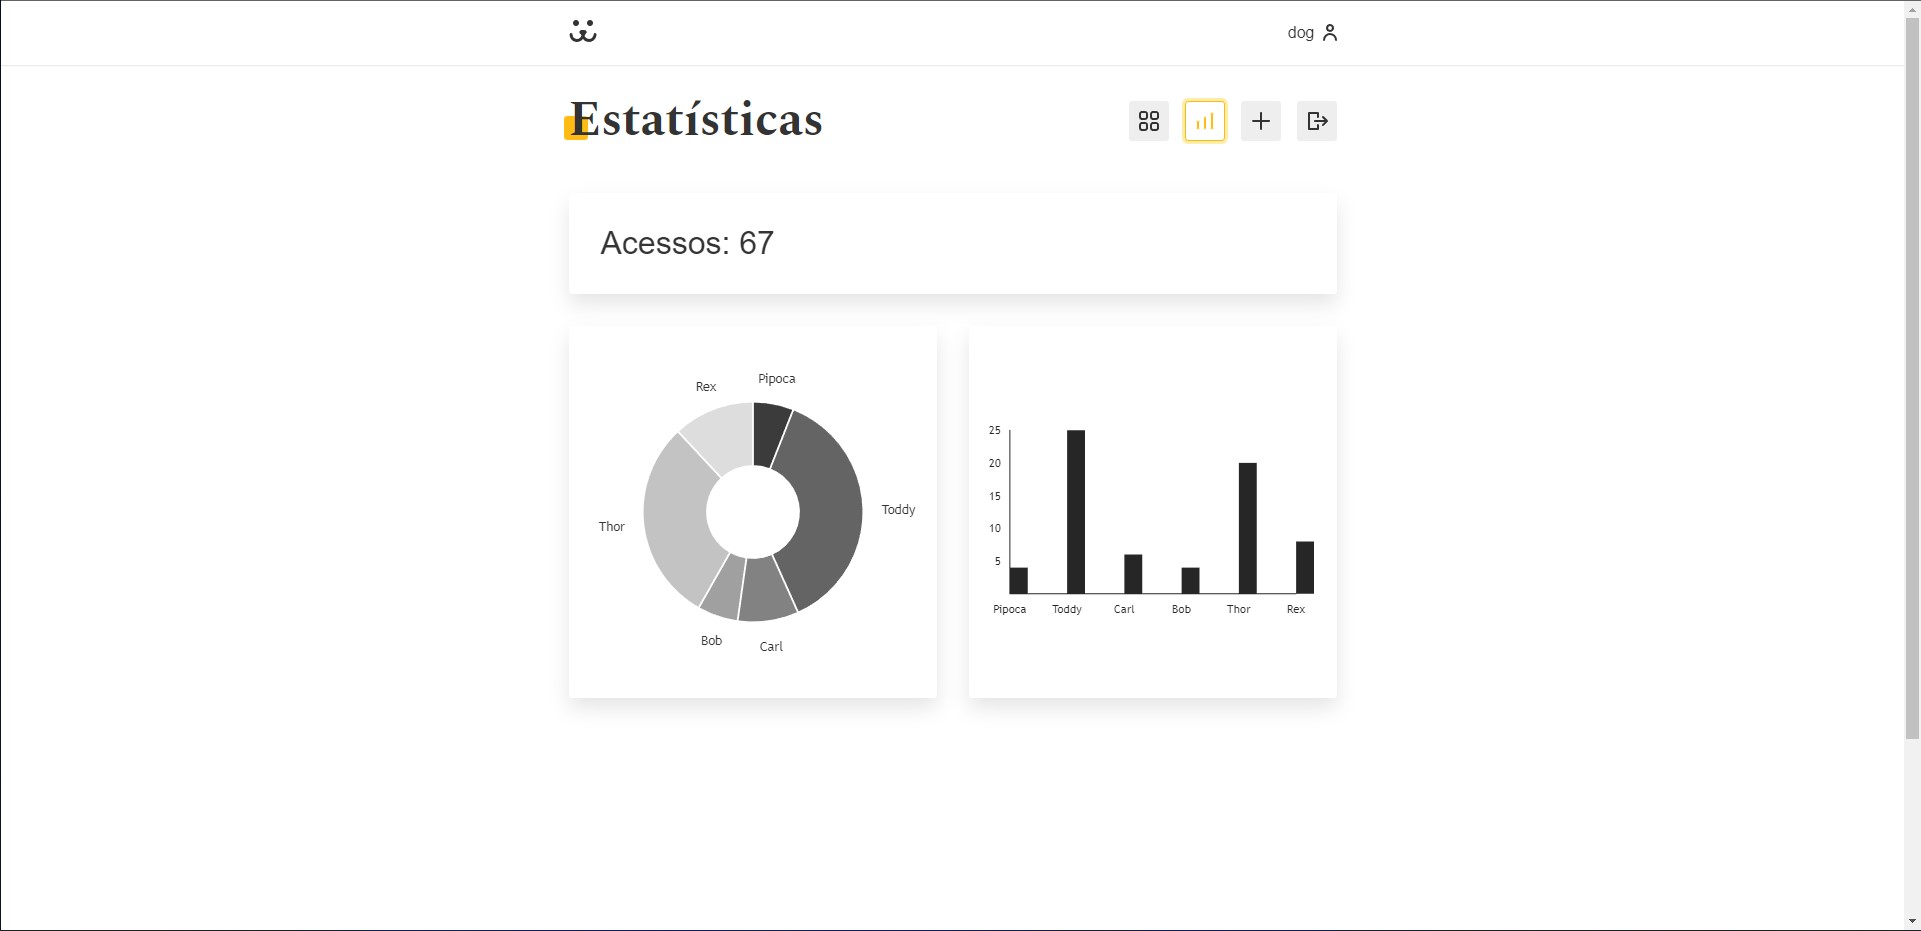 dog
Estatísticas
Acessos: 67
Rex
Pipoca
Toddy
Thor
Bob
Carl
25
20
15
10
5
Pipoca Toddy Carl Bob Thor Rex